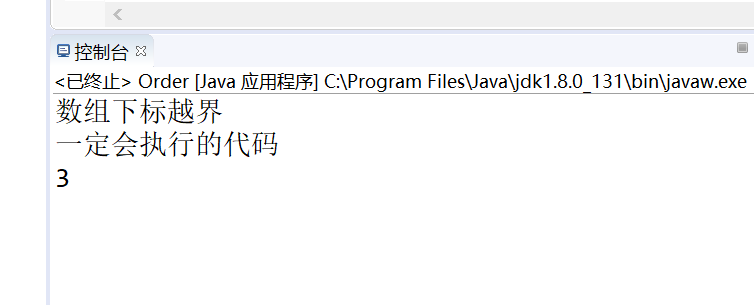 控制台
<已终止> Order [Java 应用程序] C:\Program Files\Java\jdk1.8.0_131\bin\javaw.exe
数组下标越界
一定会执行的代码
3